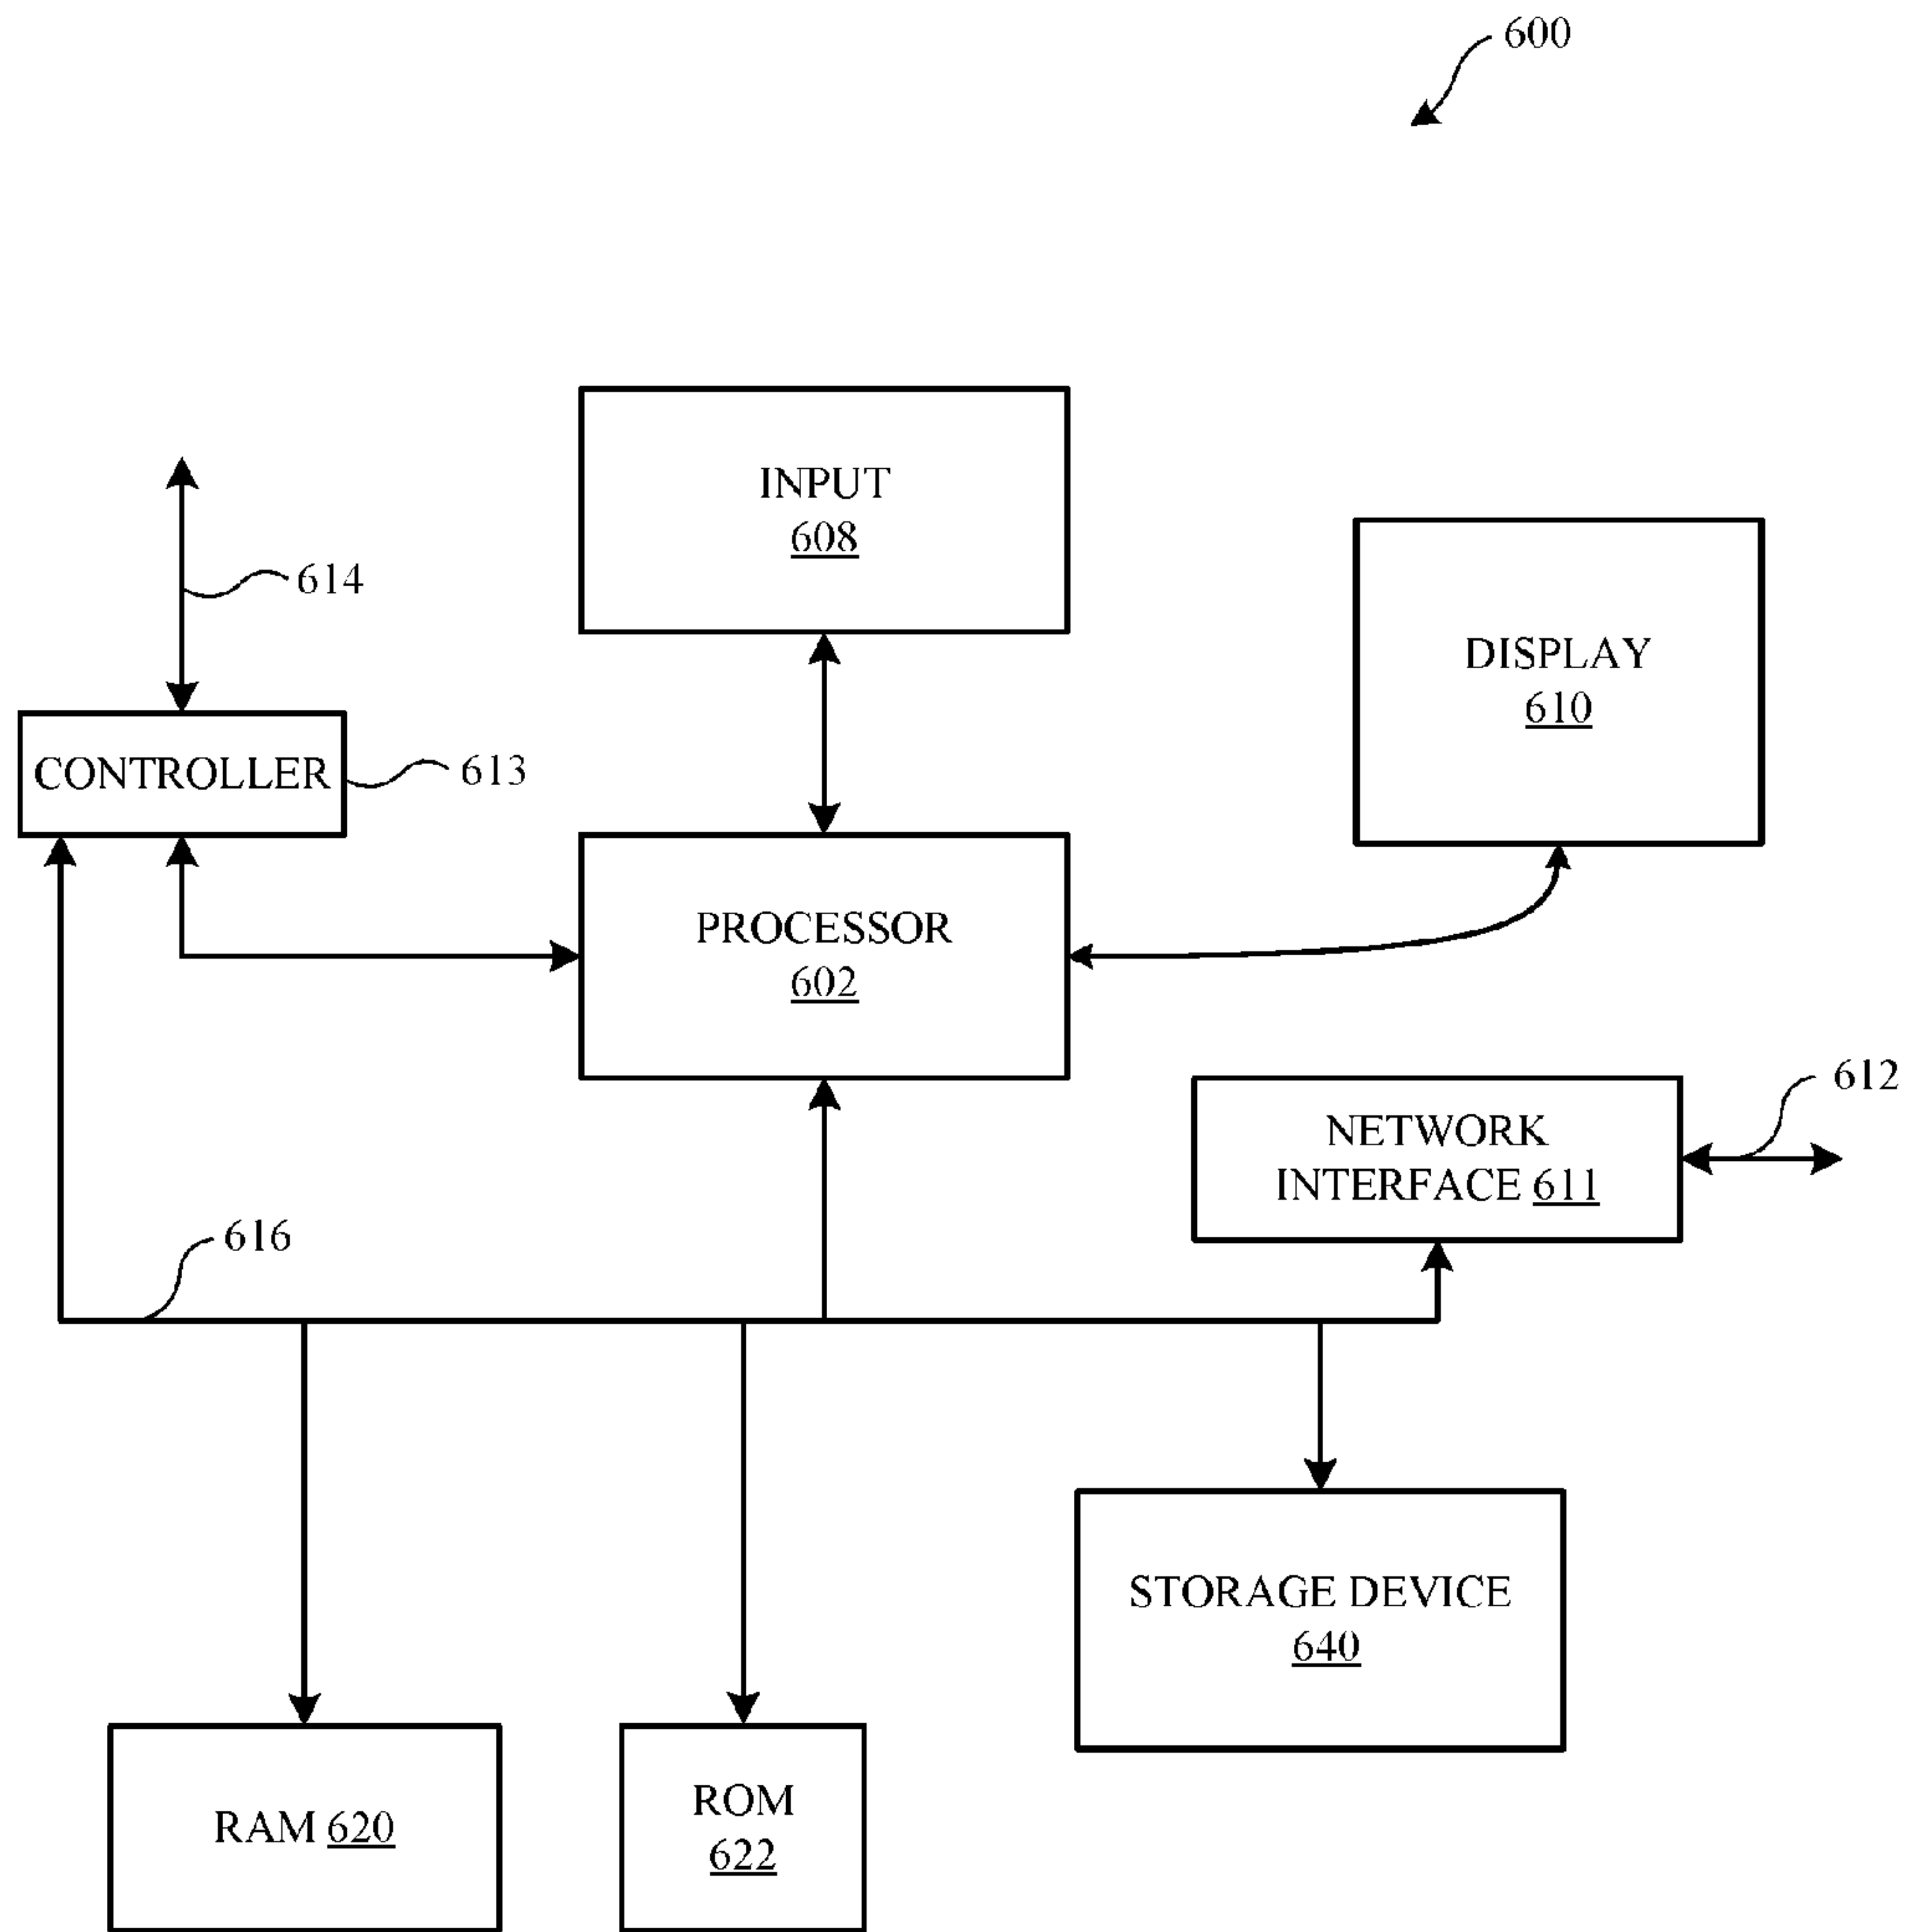 600
INPUT
608
614
DISPLAY
610
CONTROLLER
613
PROCESSOR
602
612
NETWORK
INTERFACE 611
616
STORAGE DEVICE
640
RAM 620
ROM
622